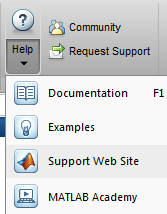 ?
Community
Help
Request Support
Documentation F1
Examples
Support Web Site
MATLAB Academy